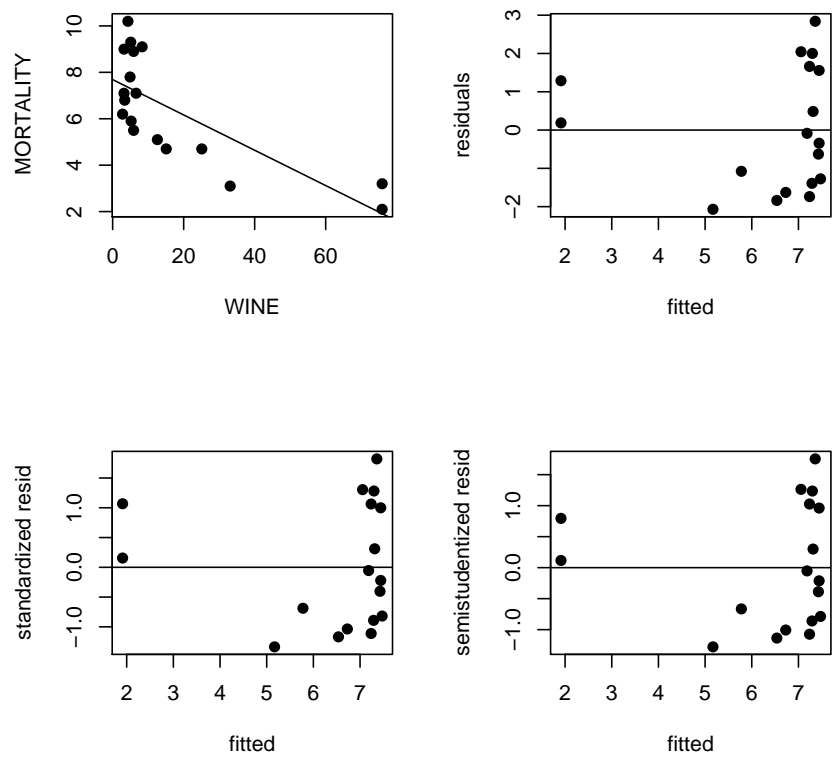 MORTALITY
10
8
6
4
2
0 20 40 60
WINE
residuals
3
2
1
0
−2
2 3 4 5 6 7
fitted
standardized resid
1.0
0.0
−1.0
2 3 4 5 6 7
fitted
semistudentized resid
1.0
0.0
−1.0
2 3 4 5 6 7
fitted